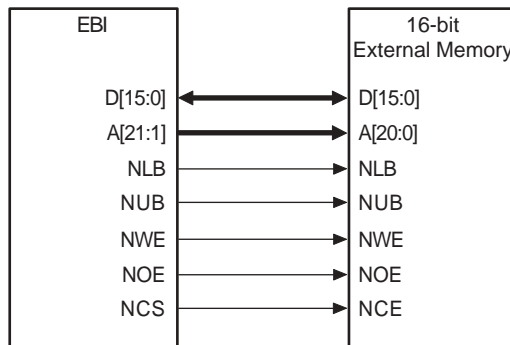 EBI
16-bit
External Memory
D[15:0] D[15:0]
A[21:1] A[20:0]
NLB NLB
NUB NUB
NWE NWE
NOE NOE
NCS NCE